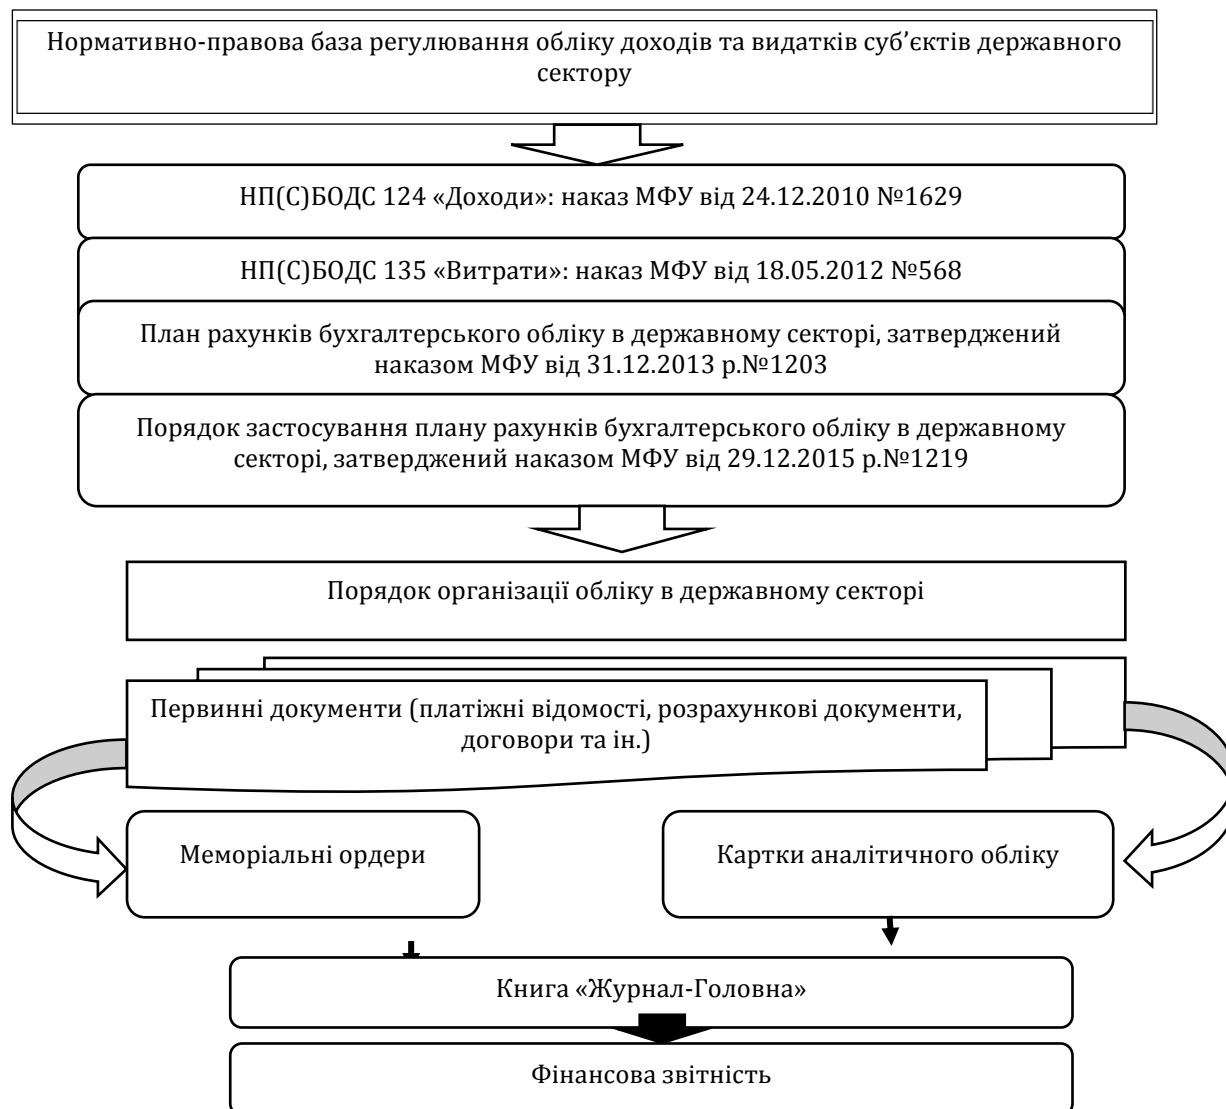 Нормативно-правова база регулювання обліку доходів та видатків суб’єктів державного
сектору
НП(С)БОДС 124 «Доходи»: наказ МФУ від 24.12.2010 №1629
НП(С)БОДС 135 «Витрати»: наказ МФУ від 18.05.2012 №568
План рахунків бухгалтерського обліку в державному секторі, затверджений
наказом МФУ від 31.12.2013 р.№1203
Порядок застосування плану рахунків бухгалтерського обліку в державному
секторі, затверджений наказом МФУ від 29.12.2015 р.№1219
Порядок організації обліку в державному секторі
Первинні документи (платіжні відомості, розрахункові документи,
договори та ін.)
Меморіальні ордери
Картки аналітичного обліку
Книга «Журнал-Головна»
Фінансова звітність